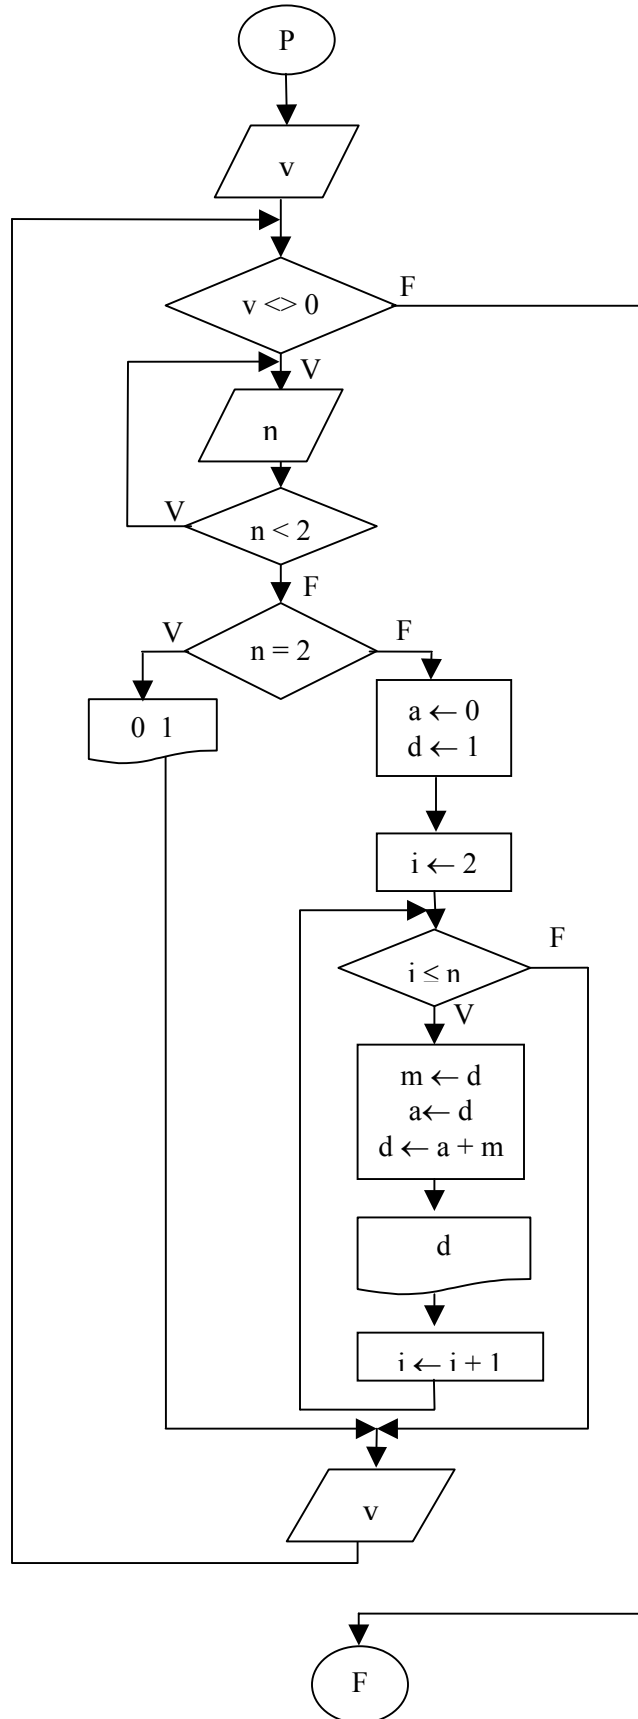 P
v
v <> 0
F
V
n
V
n < 2
F
V
n = 2
F
0 1
a ← 0
d ← 1
i ← 2
i ≤ n
F
V
m ← d
a← d
d ← a + m
d
i ← i + 1
v
F